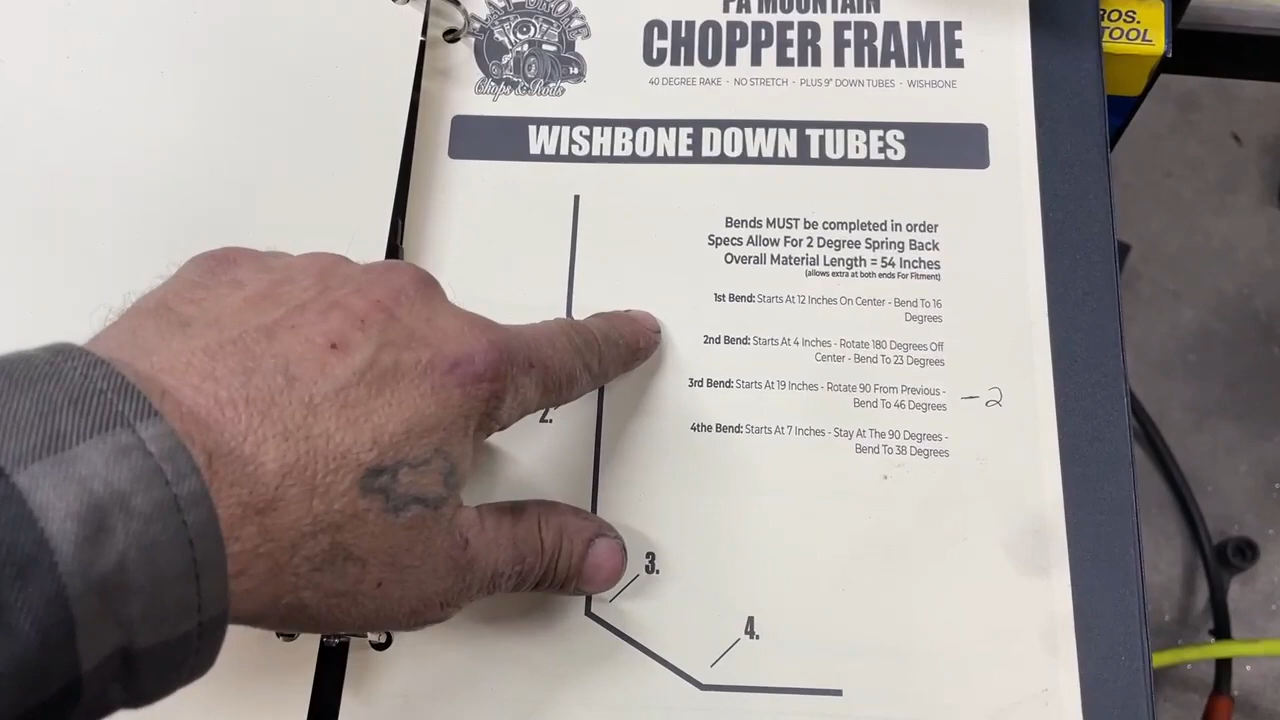 FLAT BROKE
Chops & Rods
PA MOUNTAIN
CHOPPER FRAME
40 DEGREE RAKE - NO STRETCH - PLUS 9" DOWN TUBES - WISHBONE
WISHBONE DOWN TUBES
Bends MUST be completed in order
Specs Allow For 2 Degree Spring Back
Overall Material Length = 54 Inches
(allows extra at both ends For Fitment)
1st Bend: Starts At 12 Inches On Center - Bend To 16
Degrees
2nd Bend: Starts At 4 Inches - Rotate 180 Degrees Off
Center - Bend To 23 Degrees
3rd Bend: Starts At 19 Inches - Rotate 90 From Previous -
Bend To 46 Degrees
-2
4the Bend: Starts At 7 Inches - Stay At The 90 Degrees -
Bend To 38 Degrees
2.
3.
4.
ROS.
TOOL